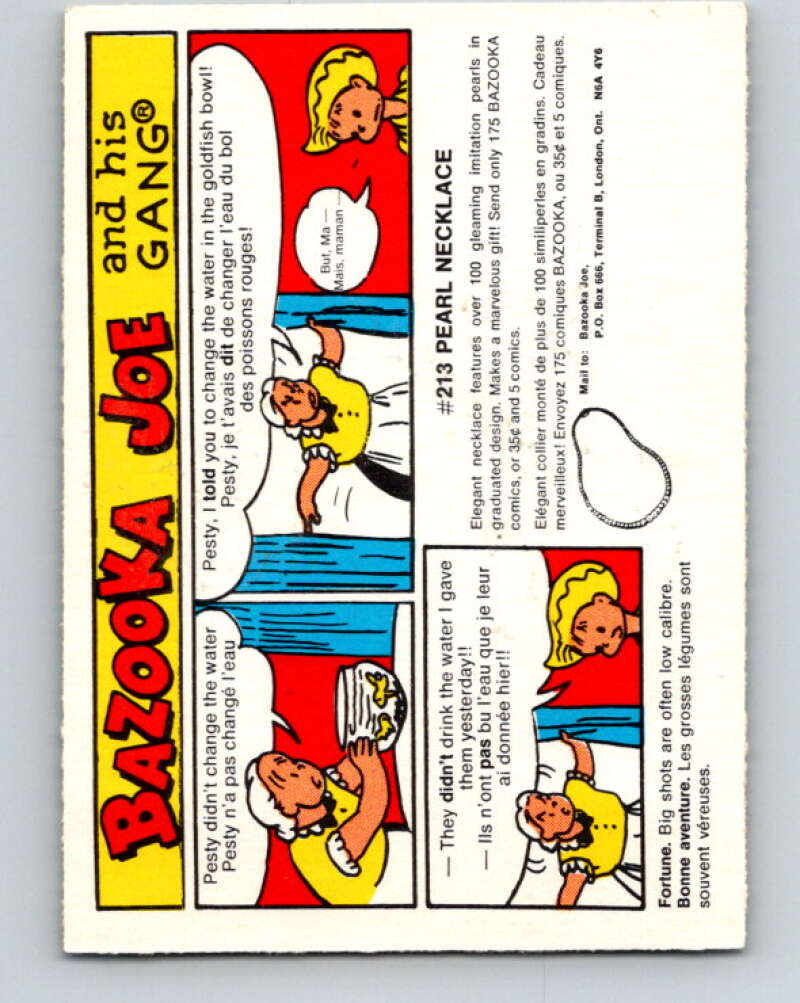 BAZOOKA JOE and his
GANG®
Pesty didn't change the water
Pesty n'a pas changé l'eau
Pesty, I told you to change the water in the goldfish bowl!
Pesty, je t'avais dit de changer l'eau du bol
des poissons rouges!
But, Ma —
Mais, maman —
— They didn't drink the water I gave
them yesterday!!
— Ils n'ont pas bu l'eau que je leur
ai donnée hier!!
#213 PEARL NECKLACE
Elegant necklace features over 100 gleaming imitation pearls in
graduated design. Makes a marvelous gift! Send only 175 BAZOOKA
comics, or 35¢ and 5 comics.
Elégant collier monté de plus de 100 similiperles en gradins. Cadeau
merveilleux! Envoyez 175 comiques BAZOOKA, ou 35¢ et 5 comiques.
Mail to: Bazooka Joe,
P.O. Box 666, Terminal B, London, Ont. N6A 4Y6
Fortune. Big shots are often low calibre.
Bonne aventure. Les grosses légumes sont
souvent véreuses.